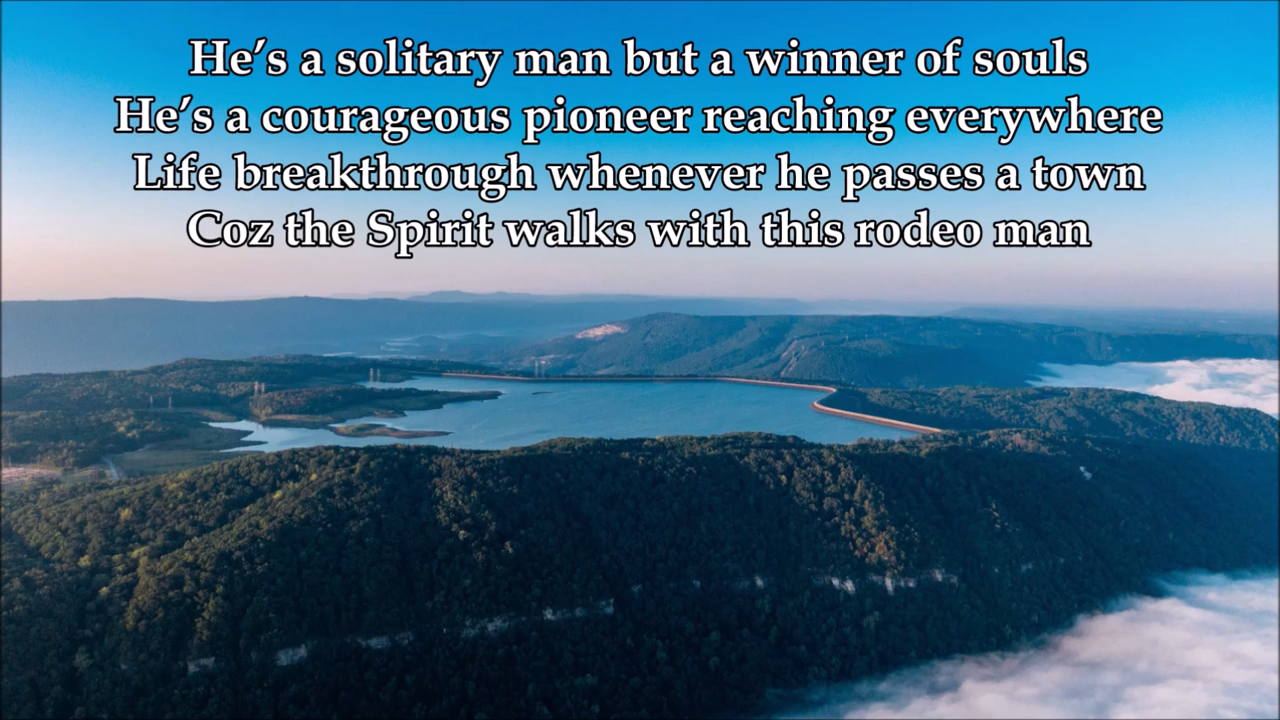 He’s a solitary man but a winner of souls
He’s a courageous pioneer reaching everywhere
Life breakthrough whenever he passes a town
Coz the Spirit walks with this rodeo man